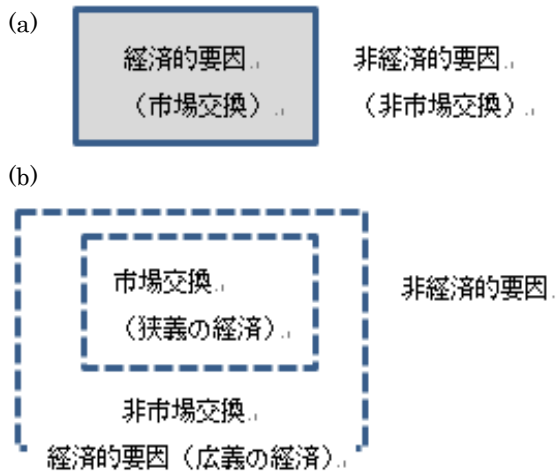 (a)
経済的要因 非経済的要因
（市場交換） （非市場交換）
(b)
市場交換
（狭義の経済） 非経済的要因
非市場交換
経済的要因（広義の経済）